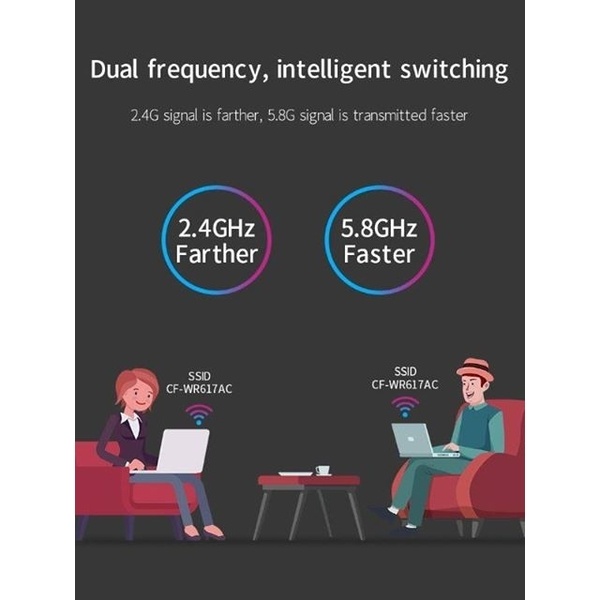 Dual frequency, intelligent switching
2.4G signal is farther, 5.8G signal is transmitted faster
2.4GHz
Farther
5.8GHz
Faster
SSID
CF-WR617AC
SSID
CF-WR617AC